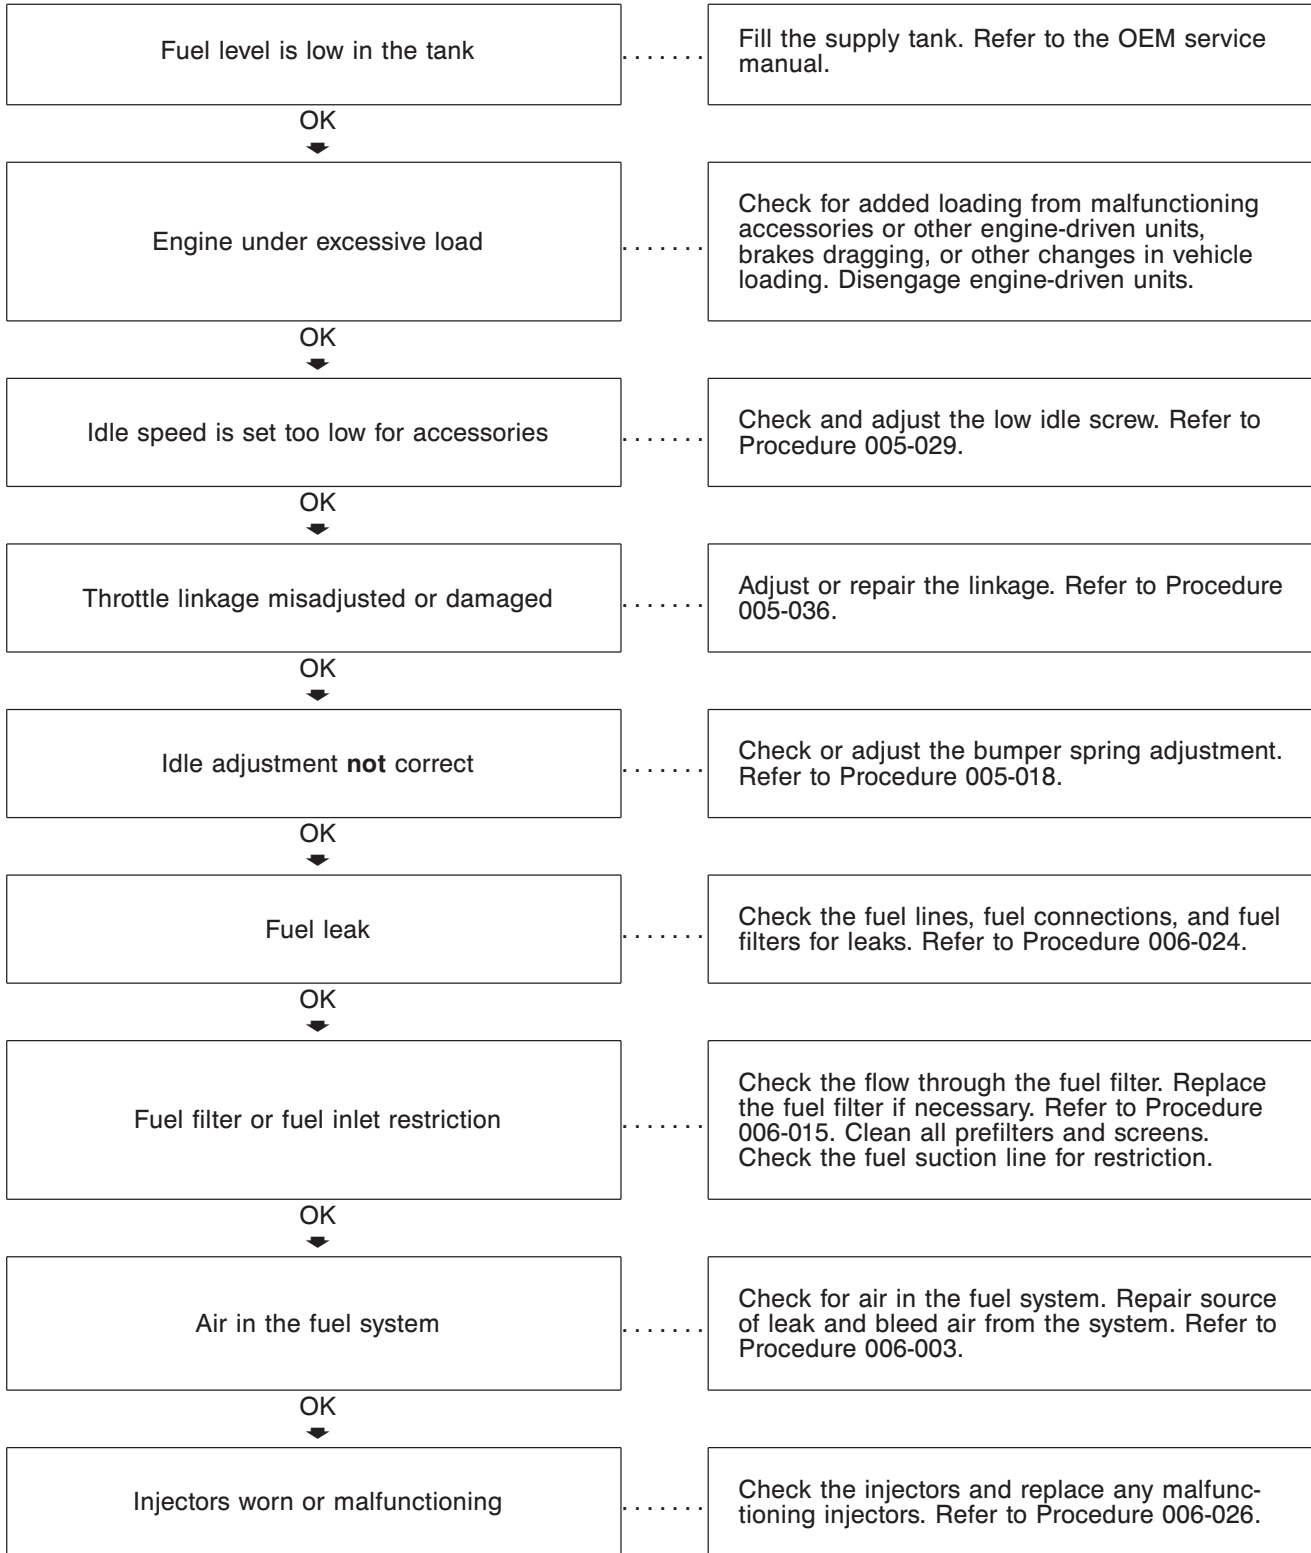 Fuel level is low in the tank
.......
Fill the supply tank. Refer to the OEM service
manual.
OK
Engine under excessive load
.......
Check for added loading from malfunctioning
accessories or other engine-driven units,
brakes dragging, or other changes in vehicle
loading. Disengage engine-driven units.
OK
Idle speed is set too low for accessories
.......
Check and adjust the low idle screw. Refer to
Procedure 005-029.
OK
Throttle linkage misadjusted or damaged
.......
Adjust or repair the linkage. Refer to Procedure
005-036.
OK
Idle adjustment not correct
.......
Check or adjust the bumper spring adjustment.
Refer to Procedure 005-018.
OK
Fuel leak
.......
Check the fuel lines, fuel connections, and fuel
filters for leaks. Refer to Procedure 006-024.
OK
Fuel filter or fuel inlet restriction
.......
Check the flow through the fuel filter. Replace
the fuel filter if necessary. Refer to Procedure
006-015. Clean all prefilters and screens.
Check the fuel suction line for restriction.
OK
Air in the fuel system
.......
Check for air in the fuel system. Repair source
of leak and bleed air from the system. Refer to
Procedure 006-003.
OK
Injectors worn or malfunctioning
.......
Check the injectors and replace any malfunc-
tioning injectors. Refer to Procedure 006-026.